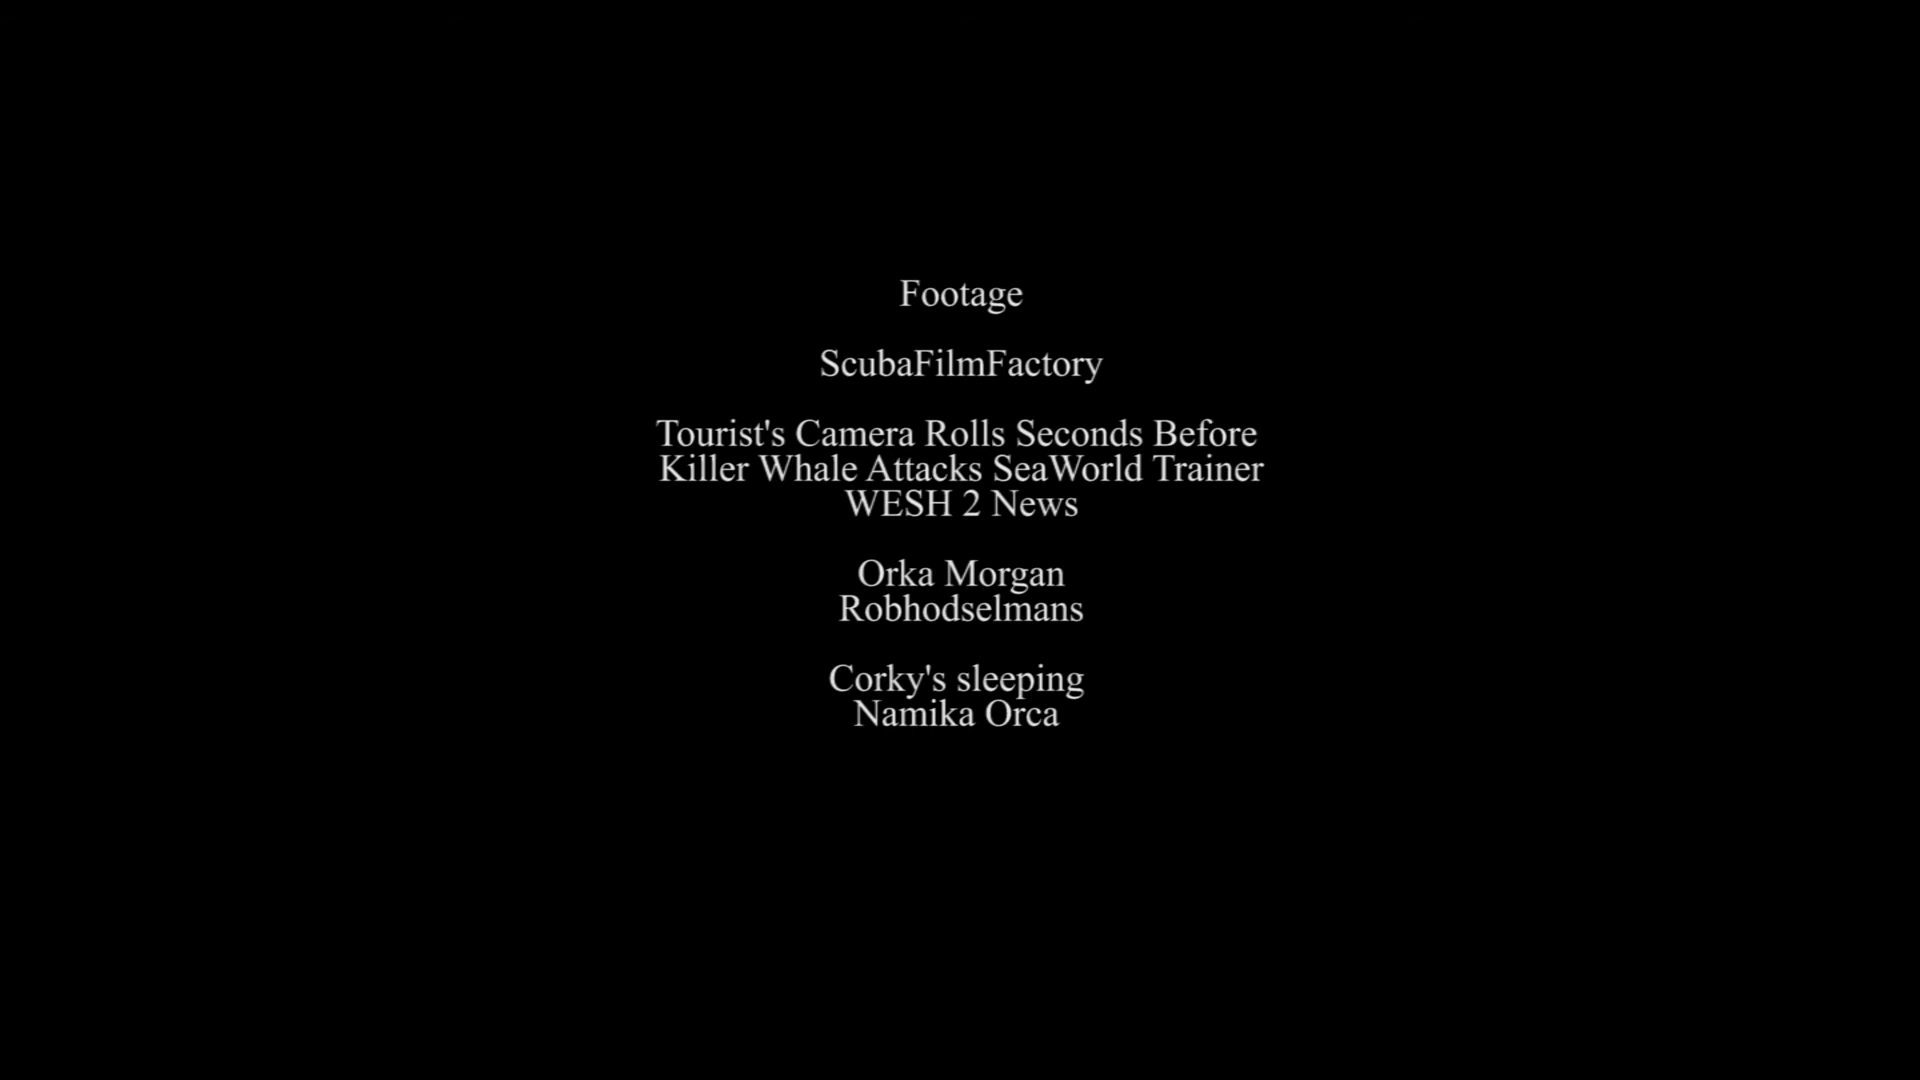 Footage
ScubaFilmFactory
Tourist's Camera Rolls Seconds Before
Killer Whale Attacks SeaWorld Trainer
WESH 2 News
Orka Morgan
Robhodselmans
Corky's sleeping
Namika Orca